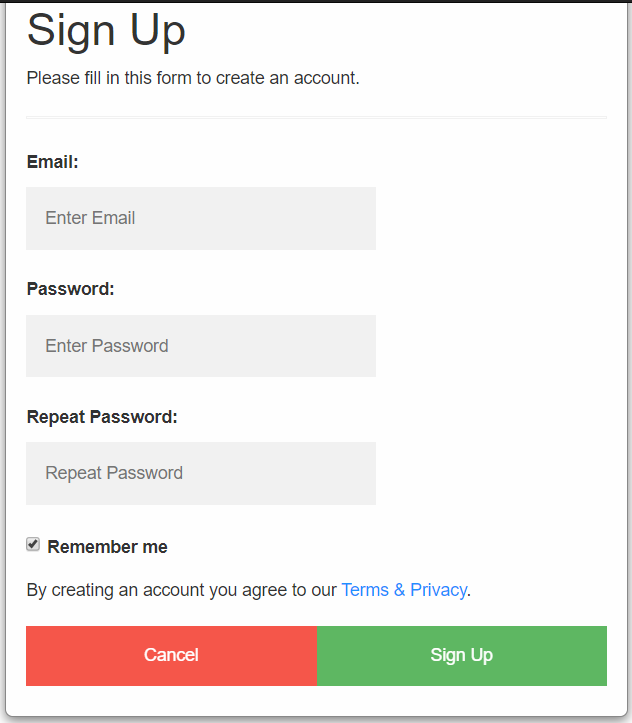 Sign Up
Please fill in this form to create an account.
Email:
Enter Email
Password:
Enter Password
Repeat Password:
Repeat Password
Remember me
By creating an account you agree to our Terms & Privacy.
Cancel
Sign Up